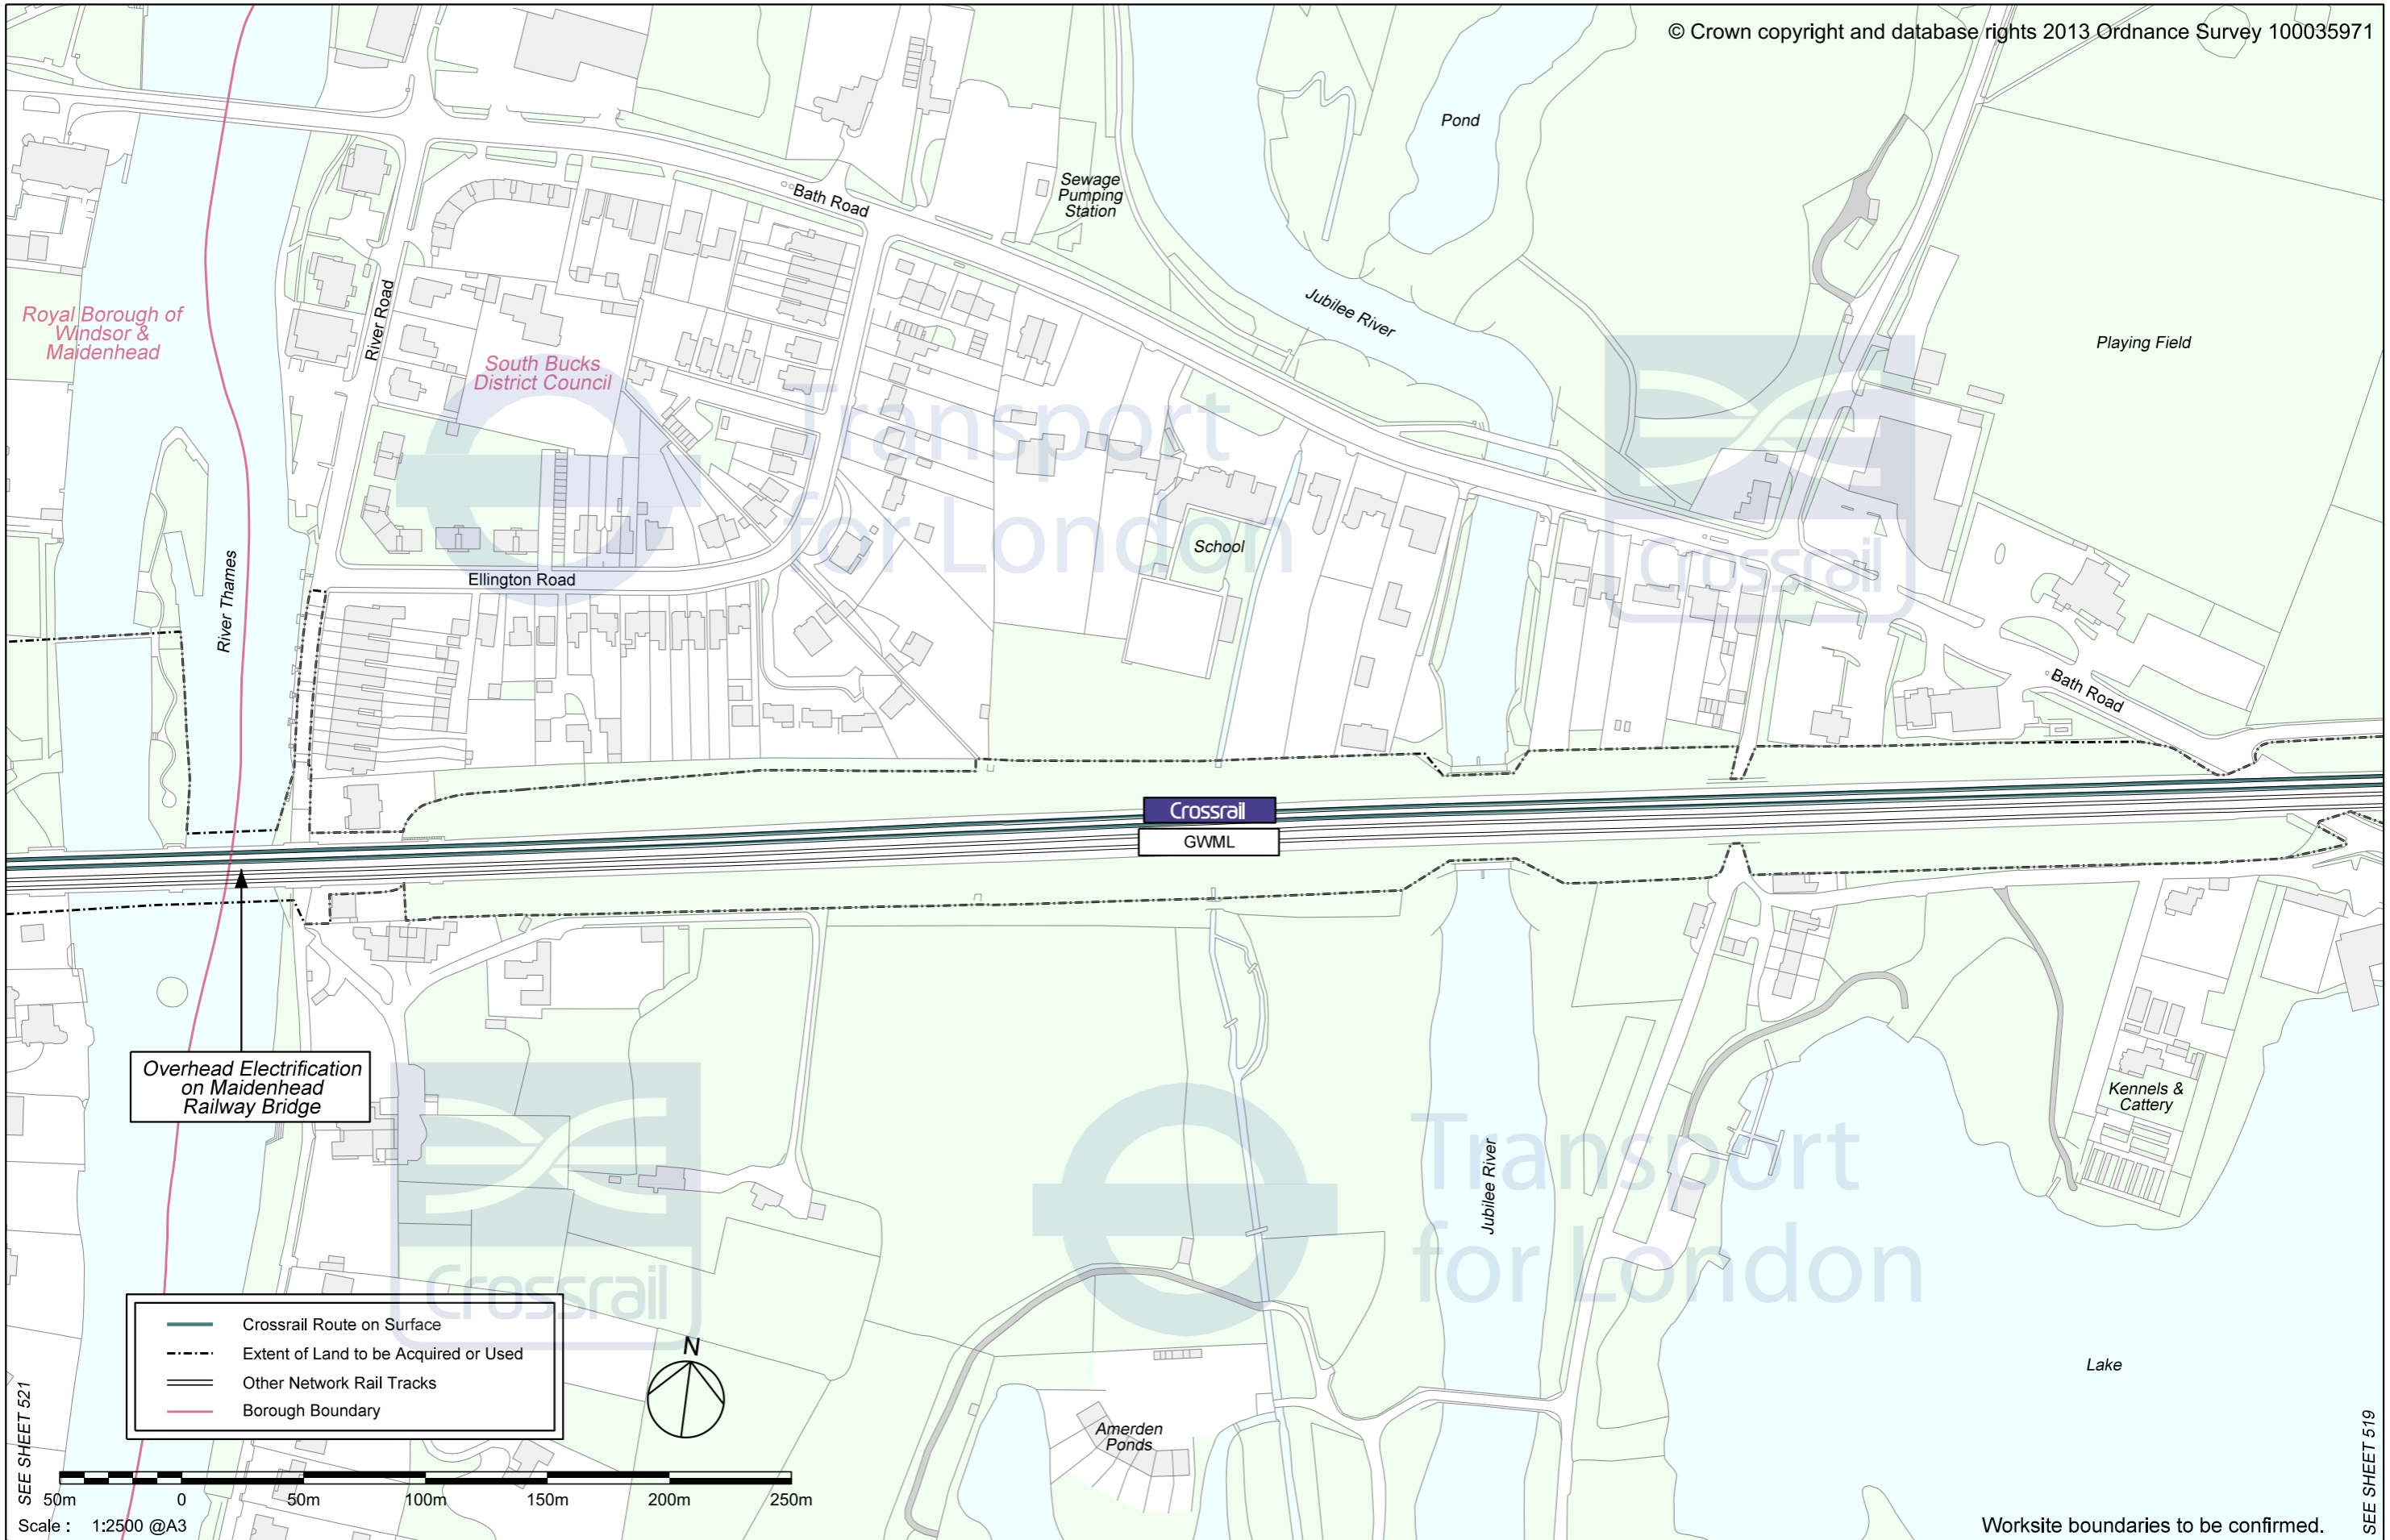 © Crown copyright and database rights 2013 Ordnance Survey 100035971
Pond
Sewage
Pumping
Station
Bath Road
Jubilee River
River Road
Royal Borough of
Windsor &
Maidenhead
South Bucks
District Council
Playing Field
Transport
for London
Crossrail
School
Ellington Road
River Thames
Bath Road
Crossrail
GWML
Overhead Electrification
on Maidenhead
Railway Bridge
Kennels &
Cattery
Jubilee River
Transport
for London
Crossrail
Crossrail Route on Surface
Extent of Land to be Acquired or Used
Other Network Rail Tracks
Borough Boundary
N
Lake
Amerden
Ponds
SEE SHEET 521
SEE SHEET 519
50m 0 50m 100m 150m 200m 250m
Scale : 1:2500 @A3
Worksite boundaries to be confirmed.